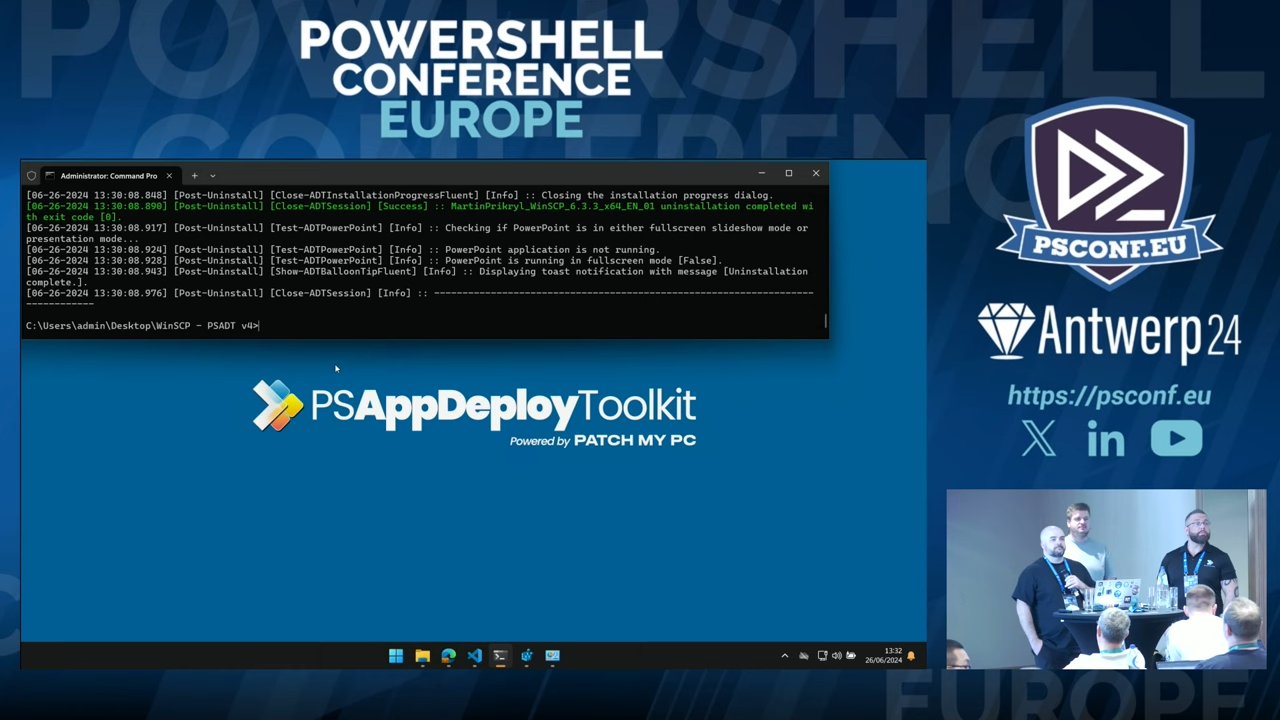 POWERSHELL
CONFERENCE
EUROPE
Administrator: Command Pro
[06-26-2024 13:30:08.848] [Post-Uninstall] [Close-ADTInstallationProgressFluent] [Info] :: Closing the installation progress dialog.
[06-26-2024 13:30:08.890] [Post-Uninstall] [Close-ADTSession] [Success] :: MartinPrikryl_WinSCP_6.3.3_x64_EN_01 uninstallation completed wi
th exit code [0].
[06-26-2024 13:30:08.917] [Post-Uninstall] [Test-ADTPowerPoint] [Info] :: Checking if PowerPoint is in either fullscreen slideshow mode or
presentation mode...
[06-26-2024 13:30:08.924] [Post-Uninstall] [Test-ADTPowerPoint] [Info] :: PowerPoint application is not running.
[06-26-2024 13:30:08.928] [Post-Uninstall] [Test-ADTPowerPoint] [Info] :: PowerPoint is running in fullscreen mode [False].
[06-26-2024 13:30:08.943] [Post-Uninstall] [Show-ADTBalloonTipFluent] [Info] :: Displaying toast notification with message [Uninstallation
complete.].
[06-26-2024 13:30:08.976] [Post-Uninstall] [Close-ADTSession] [Info] :: -------------------------------------------------------------------
-------------
C:\Users\admin\Desktop\WinSCP - PSADT v4>
PSAppDeployToolkit
Powered by PATCH MY PC
13:32
26/06/2024
PSCONF.EU
Antwerp 24
https://psconf.eu
X in
POWERSHELL
CONFERENCE
EUROPE